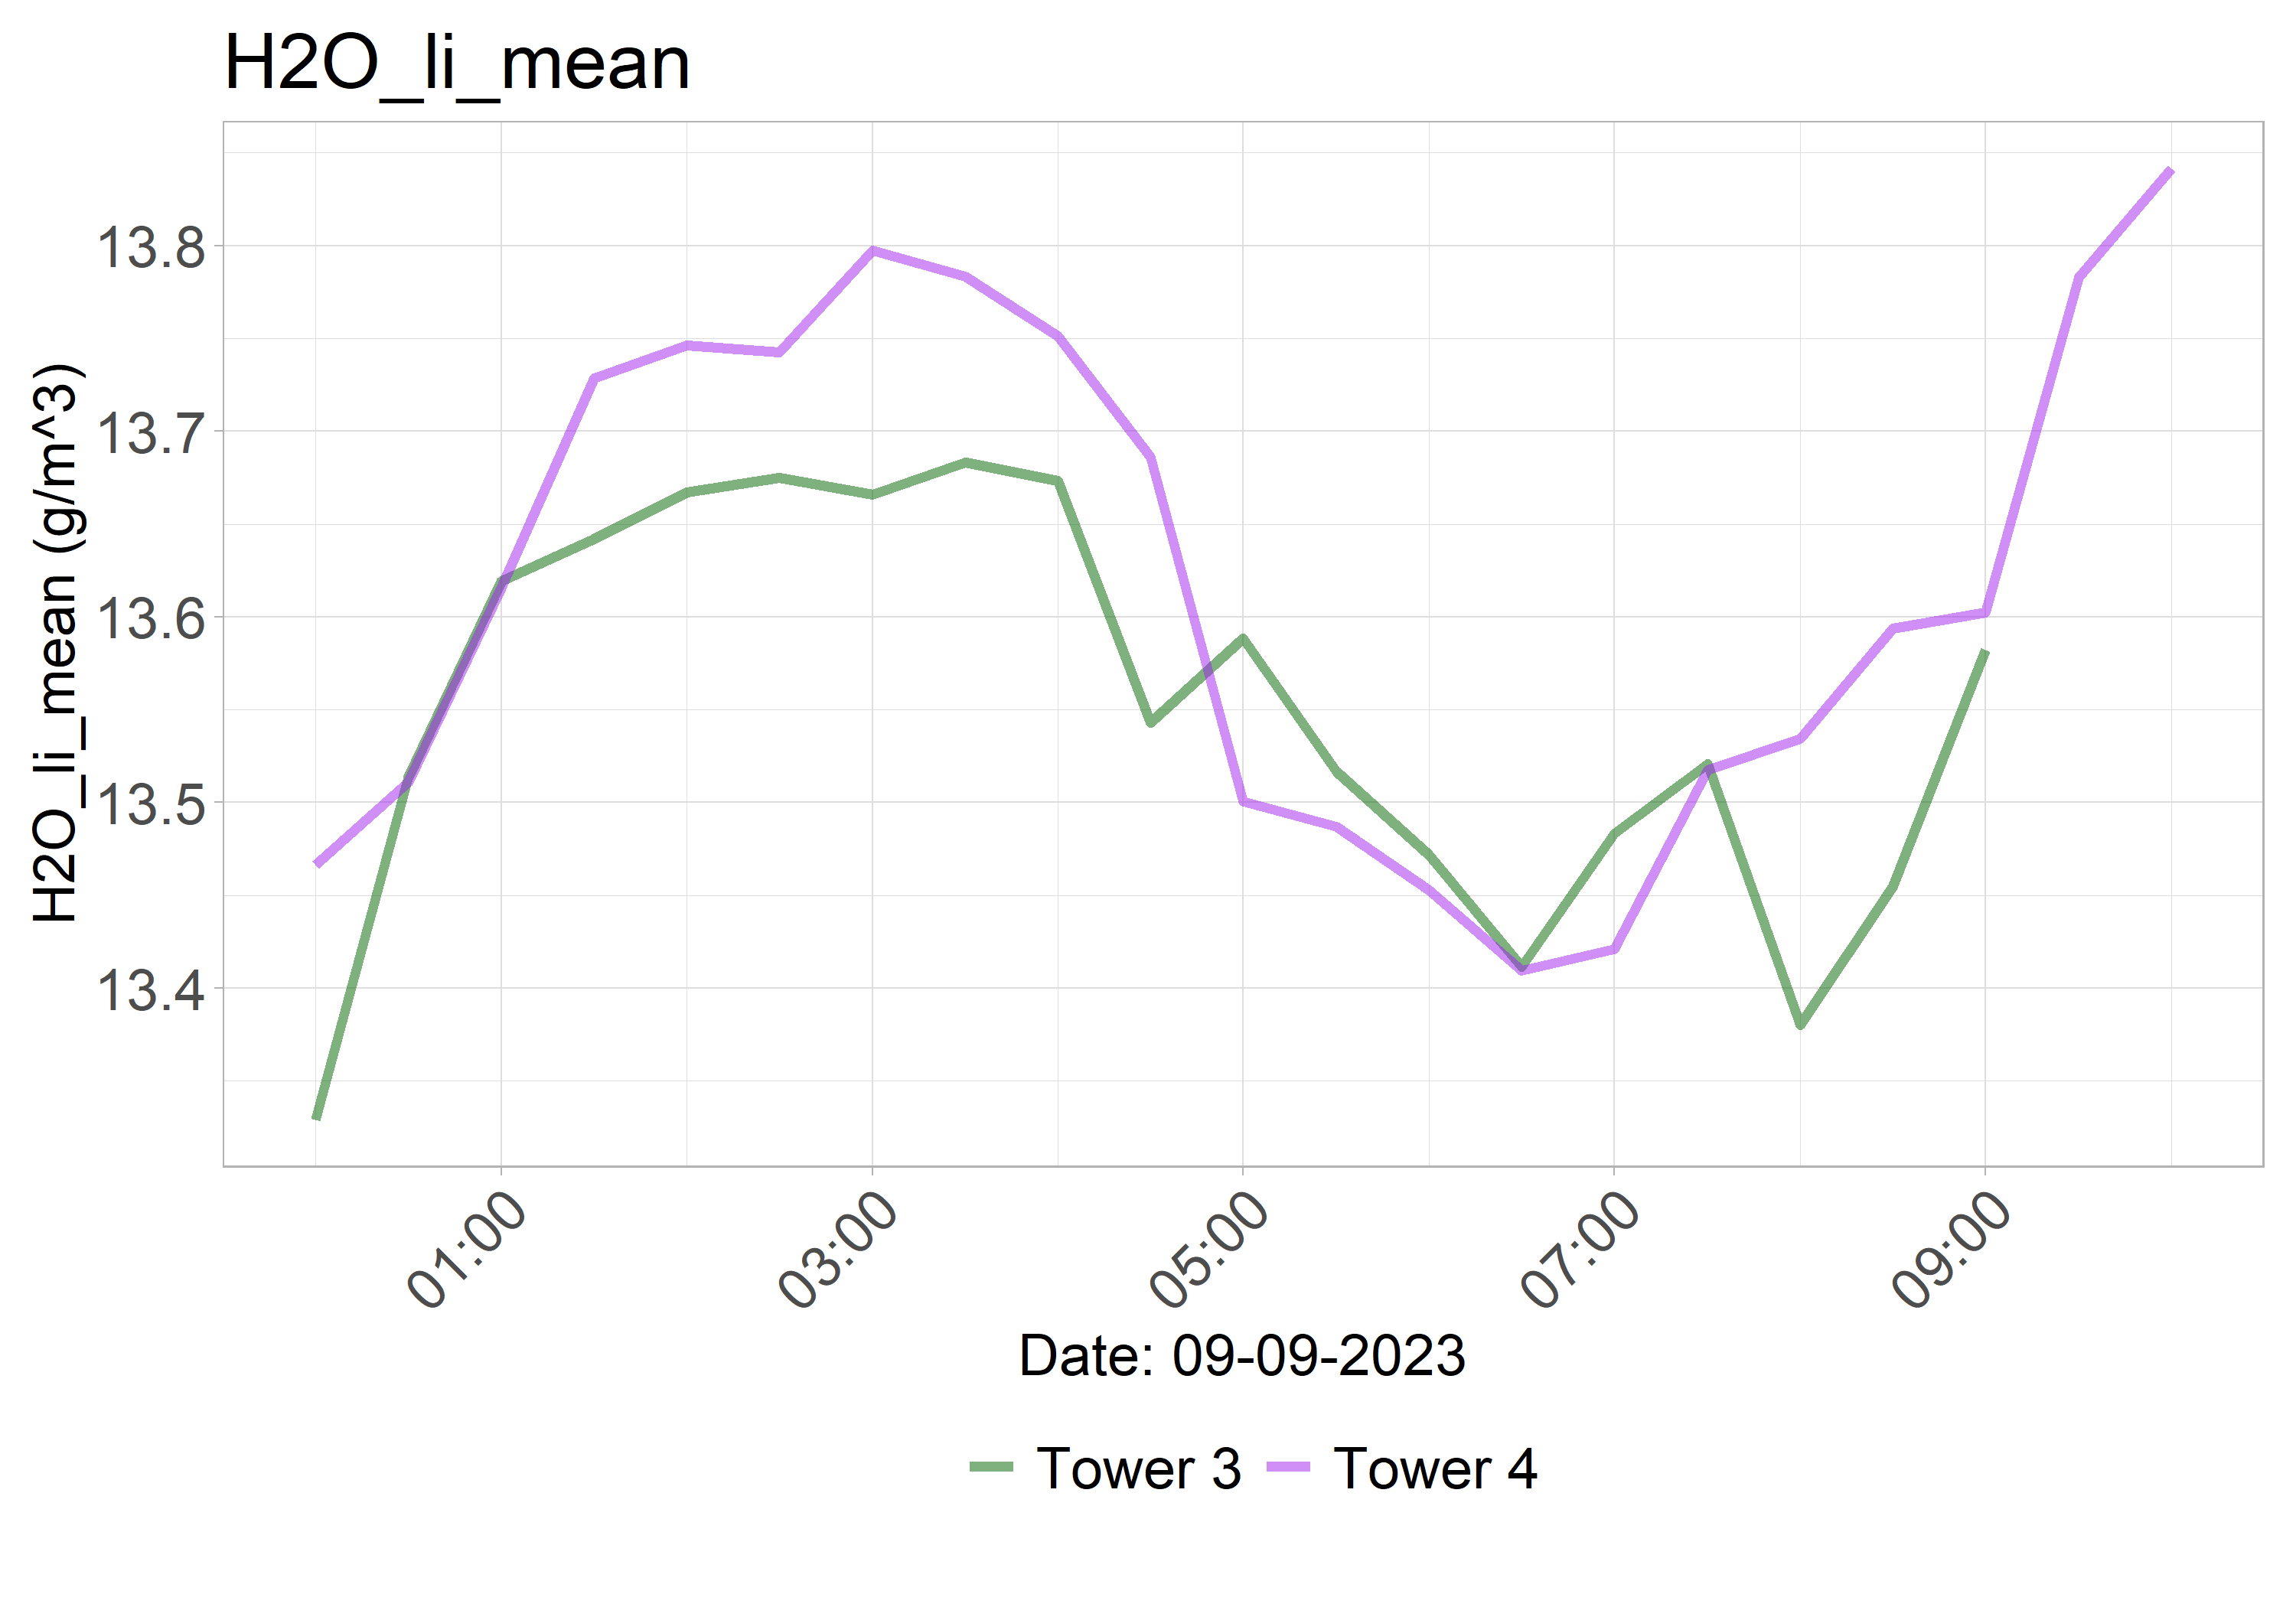 H2O_li_mean
H2O_li_mean (g/m^3)
13.8
13.7
13.6
13.5
13.4
01:00
03:00
05:00
07:00
09:00
Date: 09-09-2023
Tower 3
Tower 4